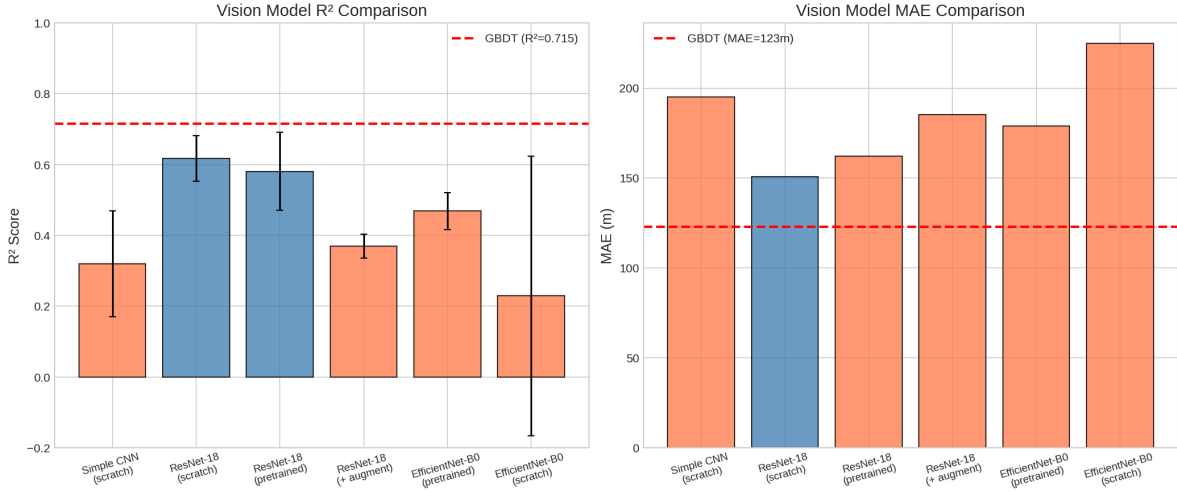 Vision Model R² Comparison
R² Score
1.0
0.8
0.6
0.4
0.2
0.0
−0.2
GBDT (R²=0.715)
Simple CNN
(scratch)
ResNet-18
(scratch)
ResNet-18
(pretrained)
ResNet-18
(+ augment)
EfficientNet-B0
(pretrained)
EfficientNet-B0
(scratch)
Vision Model MAE Comparison
MAE (m)
200
150
100
50
0
GBDT (MAE=123m)
Simple CNN
(scratch)
ResNet-18
(scratch)
ResNet-18
(pretrained)
ResNet-18
(+ augment)
EfficientNet-B0
(pretrained)
EfficientNet-B0
(scratch)